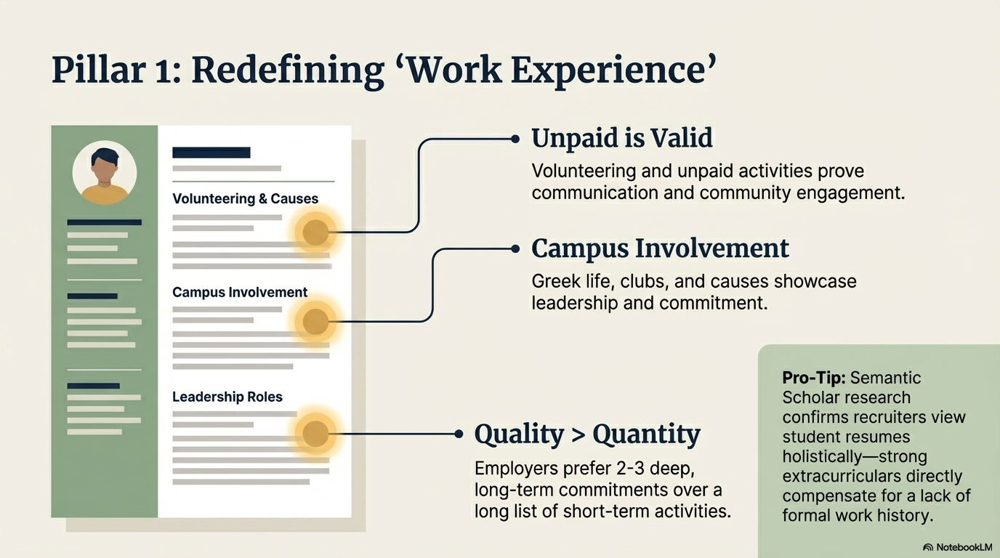 Pillar 1: Redefining ‘Work Experience’
Volunteering & Causes
Campus Involvement
Leadership Roles
Unpaid is Valid
Volunteering and unpaid activities prove
communication and community engagement.
Campus Involvement
Greek life, clubs, and causes showcase
leadership and commitment.
Quality > Quantity
Employers prefer 2-3 deep,
long-term commitments over a
long list of short-term activities.
Pro-Tip: Semantic
Scholar research
confirms recruiters view
student resumes
holistically—strong
extracurriculars directly
compensate for a lack of
formal work history.
NotebookLM